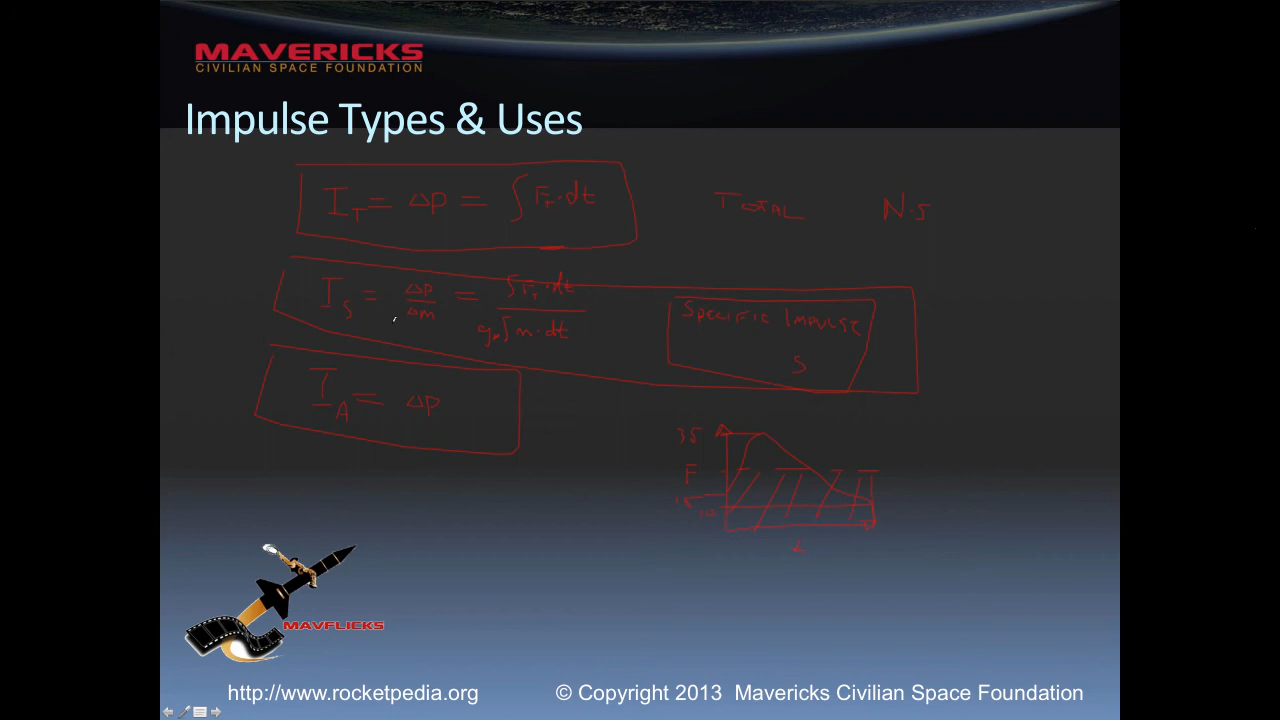 MAVERICKS
CIVILIAN SPACE FOUNDATION
Impulse Types & Uses
I_T = Δp = ∫ F_T · dt TOTAL N·s
I_S = Δp/Δm = ∫ F_T · dt / g₀ ∫ ṁ · dt
SPECIFIC IMPULSE
S
I_A = Δp
35
F
t
MAVFLICKS
http://www.rocketpedia.org © Copyright 2013 Mavericks Civilian Space Foundation